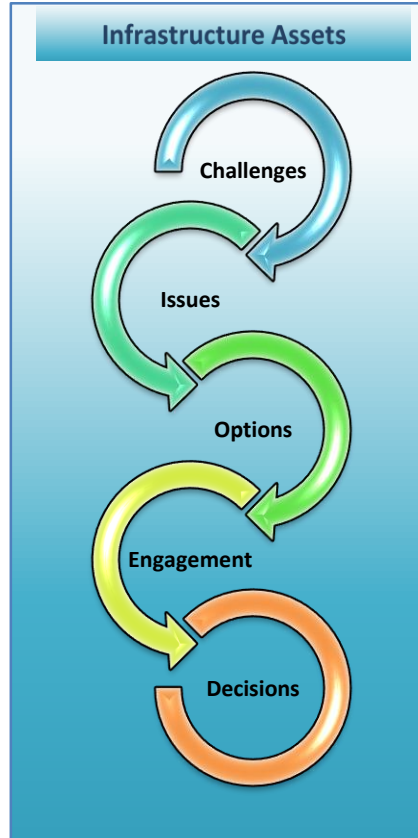 Infrastructure Assets
Challenges
Issues
Options
Engagement
Decisions